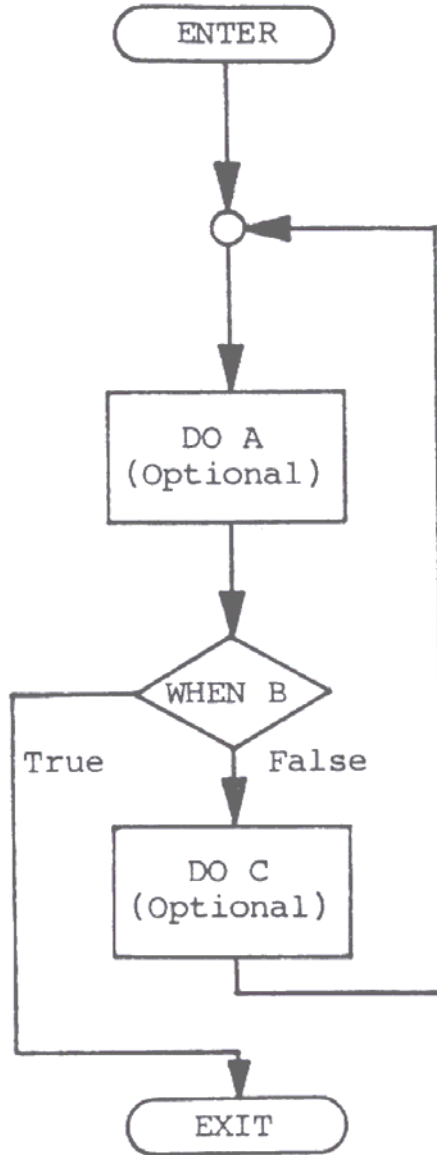 ENTER
DO A
(Optional)
WHEN B
True
False
DO C
(Optional)
EXIT